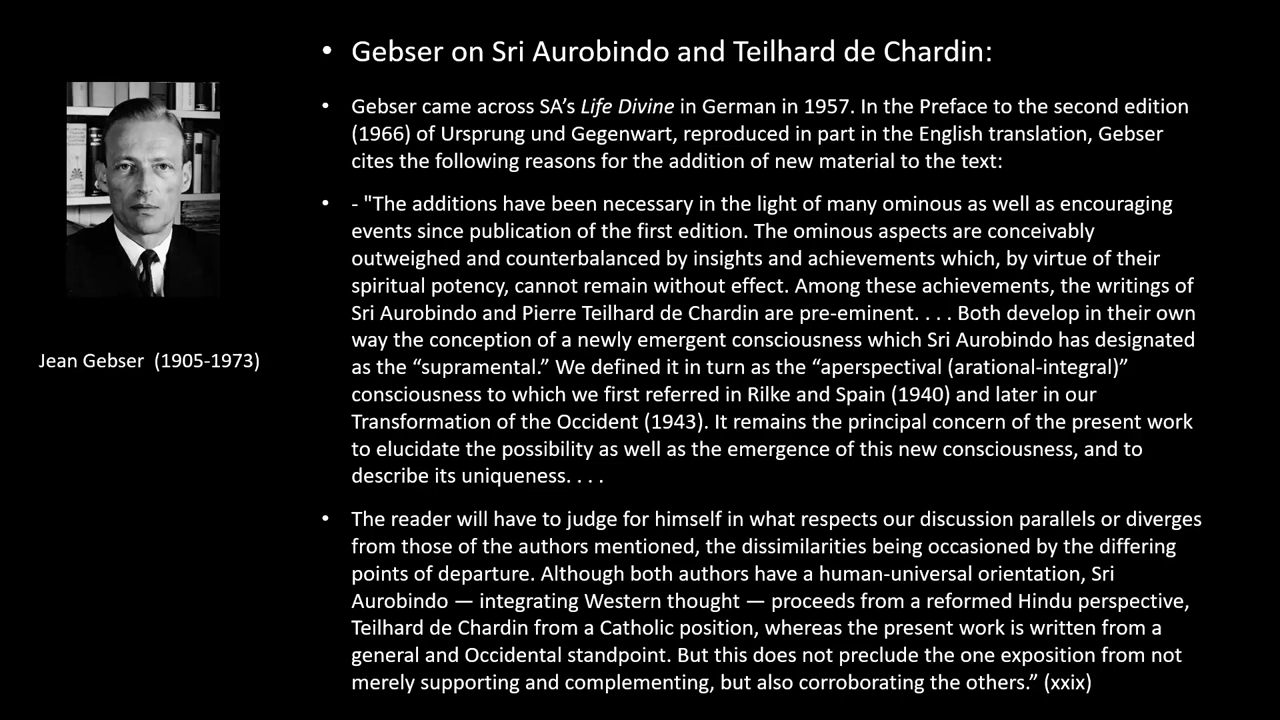 • Gebser on Sri Aurobindo and Teilhard de Chardin:
• Gebser came across SA’s Life Divine in German in 1957. In the Preface to the second edition
(1966) of Ursprung und Gegenwart, reproduced in part in the English translation, Gebser
cites the following reasons for the addition of new material to the text:
• - "The additions have been necessary in the light of many ominous as well as encouraging
events since publication of the first edition. The ominous aspects are conceivably
outweighed and counterbalanced by insights and achievements which, by virtue of their
spiritual potency, cannot remain without effect. Among these achievements, the writings of
Sri Aurobindo and Pierre Teilhard de Chardin are pre-eminent. . . . Both develop in their own
way the conception of a newly emergent consciousness which Sri Aurobindo has designated
as the “supramental.” We defined it in turn as the “aperspectival (arational-integral)”
consciousness to which we first referred in Rilke and Spain (1940) and later in our
Transformation of the Occident (1943). It remains the principal concern of the present work
to elucidate the possibility as well as the emergence of this new consciousness, and to
describe its uniqueness. . . .
• The reader will have to judge for himself in what respects our discussion parallels or diverges
from those of the authors mentioned, the dissimilarities being occasioned by the differing
points of departure. Although both authors have a human-universal orientation, Sri
Aurobindo — integrating Western thought — proceeds from a reformed Hindu perspective,
Teilhard de Chardin from a Catholic position, whereas the present work is written from a
general and Occidental standpoint. But this does not preclude the one exposition from not
merely supporting and complementing, but also corroborating the others.” (xxix)
Jean Gebser (1905-1973)